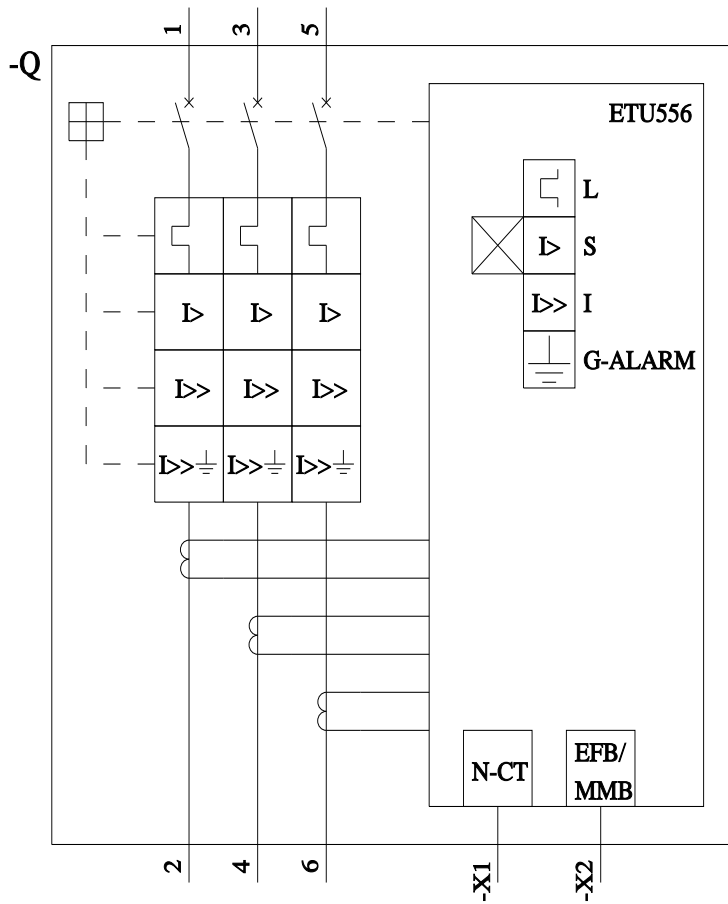 1 3 5
-Q
ETU556
L
I> S
I>> I
G-ALARM
I> I> I>
I>> I>> I>>
I>> I>> I>>
N-CT
EFB/
MMB
2 4 6
-X1 -X2